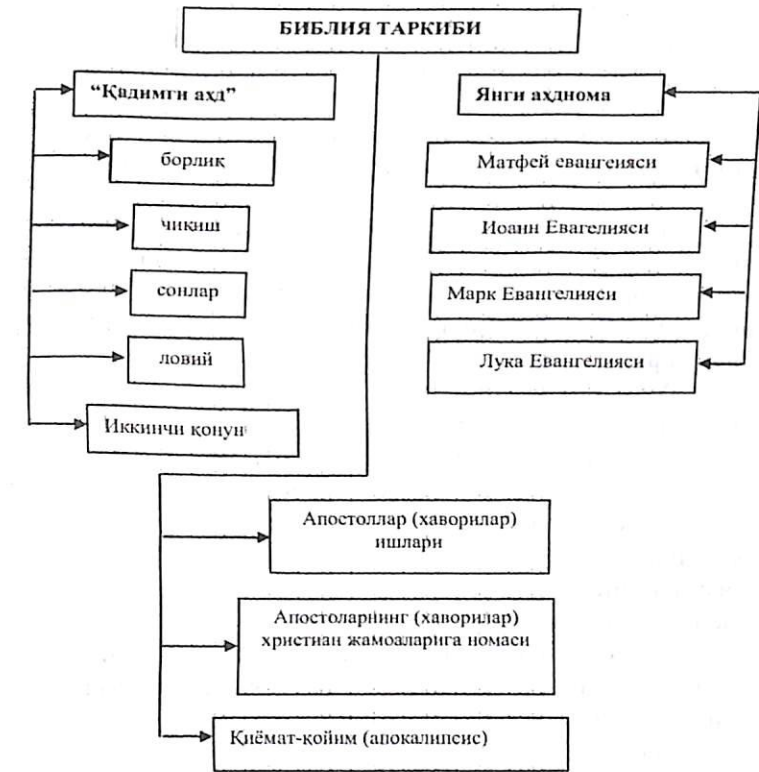 БИБЛИЯ ТАРКИБИ
“Қадимги аҳд”
борлиқ
чиқиш
сонлар
ловий
Иккинчи қонун
Янги аҳднома
Матфей евангеияси
Иоанн Евагелияси
Марк Евангелияси
Лука Евангелияси
Апостоллар (хаворилар)
ишлари
Апостоларнинг (хаворилар)
христиан жамоаларига номаси
Қиёмат-қойим (апокалипсис)